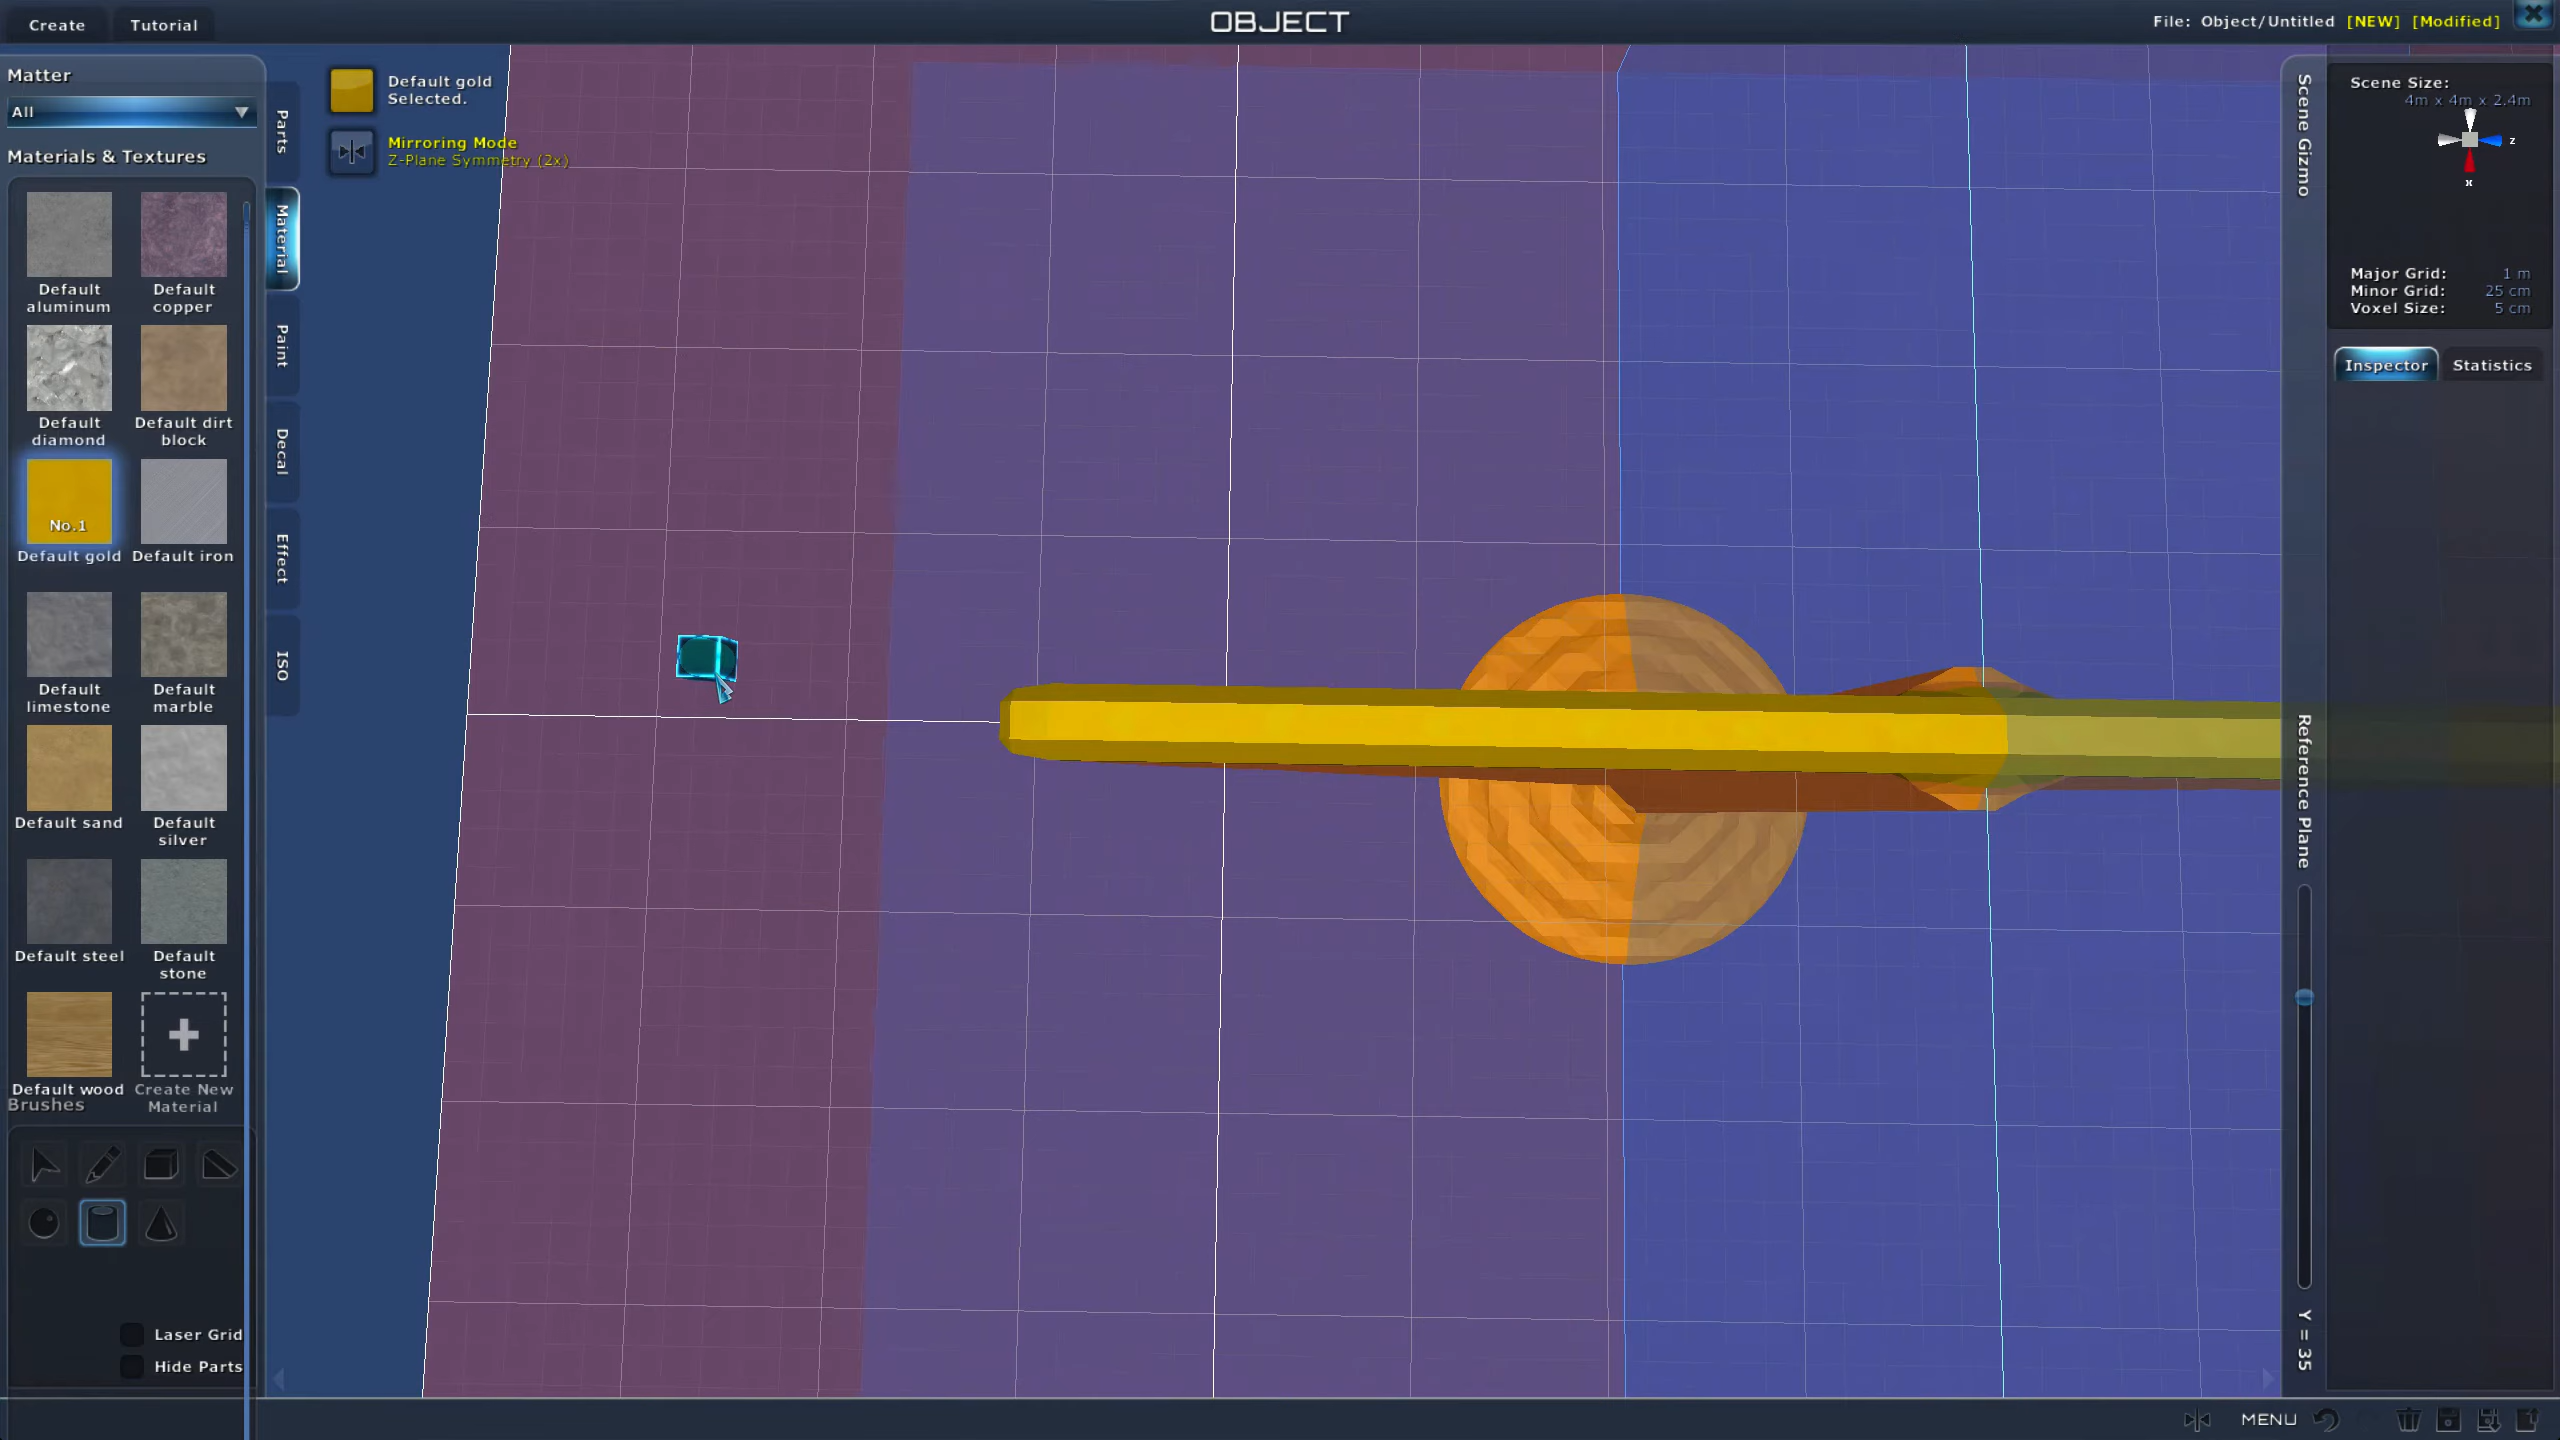 Create
Tutorial
OBJECT
File: Object/Untitled [NEW] [Modified]
Matter
All
Materials & Textures
Default aluminum
Default copper
Default diamond
Default dirt block
No.1
Default gold
Default iron
Default limestone
Default marble
Default sand
Default silver
Default steel
Default stone
Default wood
Create New Material
Brushes
Laser Grid
Hide Parts
Parts
Material
Paint
Decal
Effect
ISO
Default gold
Selected.
Mirroring Mode
Z-Plane Symmetry (2x)
Scene Gizmo
Reference Plane
Y = 35
Scene Size:
4m x 4m x 2.4m
z
x
Major Grid: 1 m
Minor Grid: 25 cm
Voxel Size: 5 cm
Inspector
Statistics
MENU